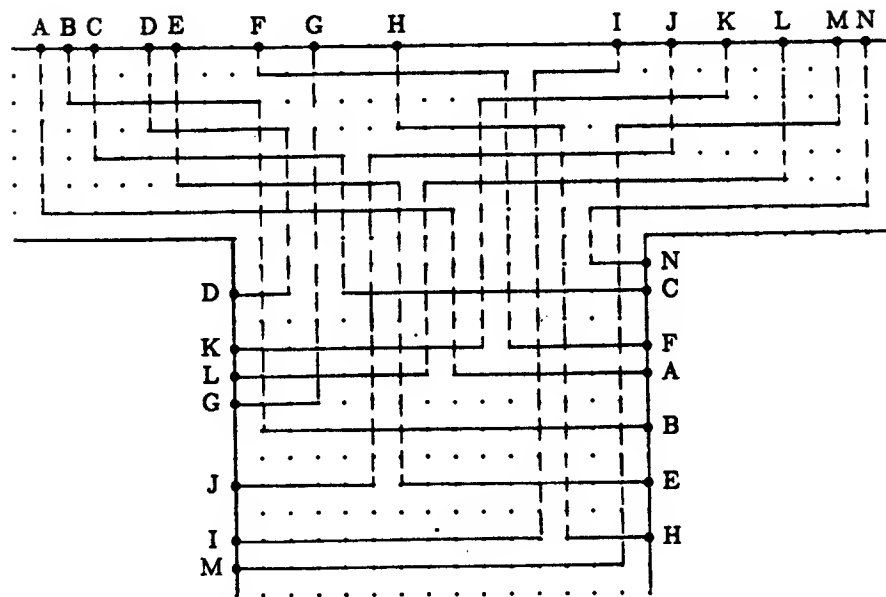 A B C D E F G H I J K L M N
N
D C
K F
L A
G
B
J E
I H
M